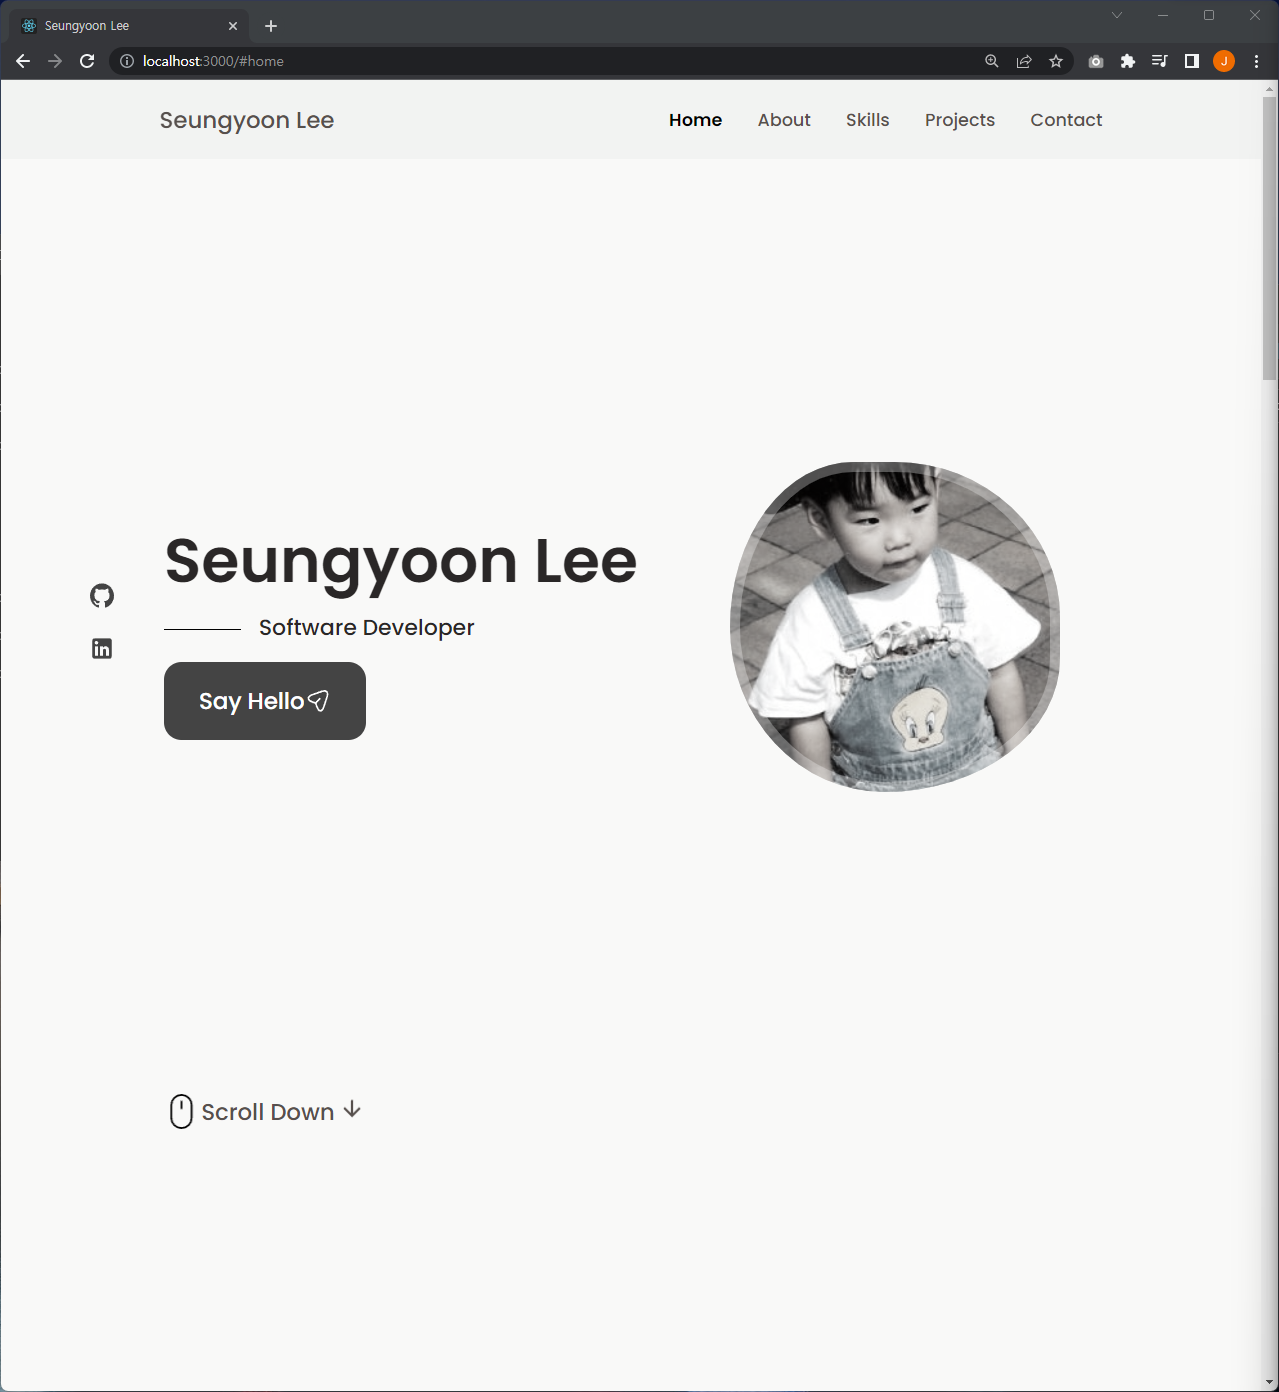 Seungyoon Lee
localhost:3000/#home
J
Seungyoon Lee
Home About Skills Projects Contact
Seungyoon Lee
Software Developer
Say Hello
Scroll Down